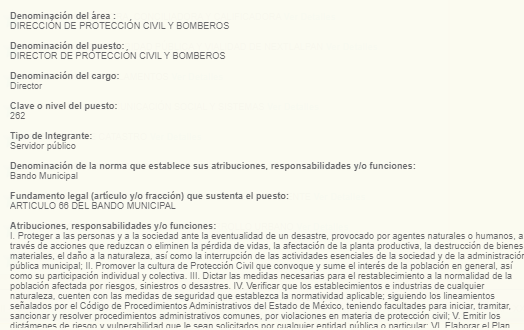 Denominación del área :
DIRECCIÓN DE PROTECCIÓN CIVIL Y BOMBEROS
Denominación del puesto:
DIRECTOR DE PROTECCIÓN CIVIL Y BOMBEROS
Denominación del cargo:
Director
Clave o nivel del puesto:
262
Tipo de Integrante:
Servidor público
Denominación de la norma que establece sus atribuciones, responsabilidades y/o funciones:
Bando Municipal
Fundamento legal (artículo y/o fracción) que sustenta el puesto:
ARTICULO 66 DEL BANDO MUNICIPAL
Atribuciones, responsabilidades y/o funciones:
I. Proteger a las personas y a la sociedad ante la eventualidad de un desastre, provocado por agentes naturales o humanos, a
través de acciones que reduzcan o eliminen la pérdida de vidas, la afectación de la planta productiva, la destrucción de bienes
materiales, el daño a la naturaleza, así como la interrupción de las actividades esenciales de la sociedad y de la administración
pública municipal; II. Promover la cultura de Protección Civil que convoque y sume el interés de la población en general, así
como su participación individual y colectiva. III. Dictar las medidas necesarias para el restablecimiento a la normalidad de la
población afectada por riesgos, siniestros o desastres. IV. Verificar que los establecimientos e industrias de cualquier
naturaleza, cuenten con las medidas de seguridad que establezca la normatividad aplicable; siguiendo los lineamientos
señalados por el Código de Procedimientos Administrativos del Estado de México, teniendo facultades para iniciar, tramitar,
sancionar y resolver procedimientos administrativos comunes, por violaciones en materia de protección civil; V. Emitir los
dictámenes de riesgo y vulnerabilidad que le sean solicitados por cualquier entidad pública o particular; VI. Elaborar el Plan